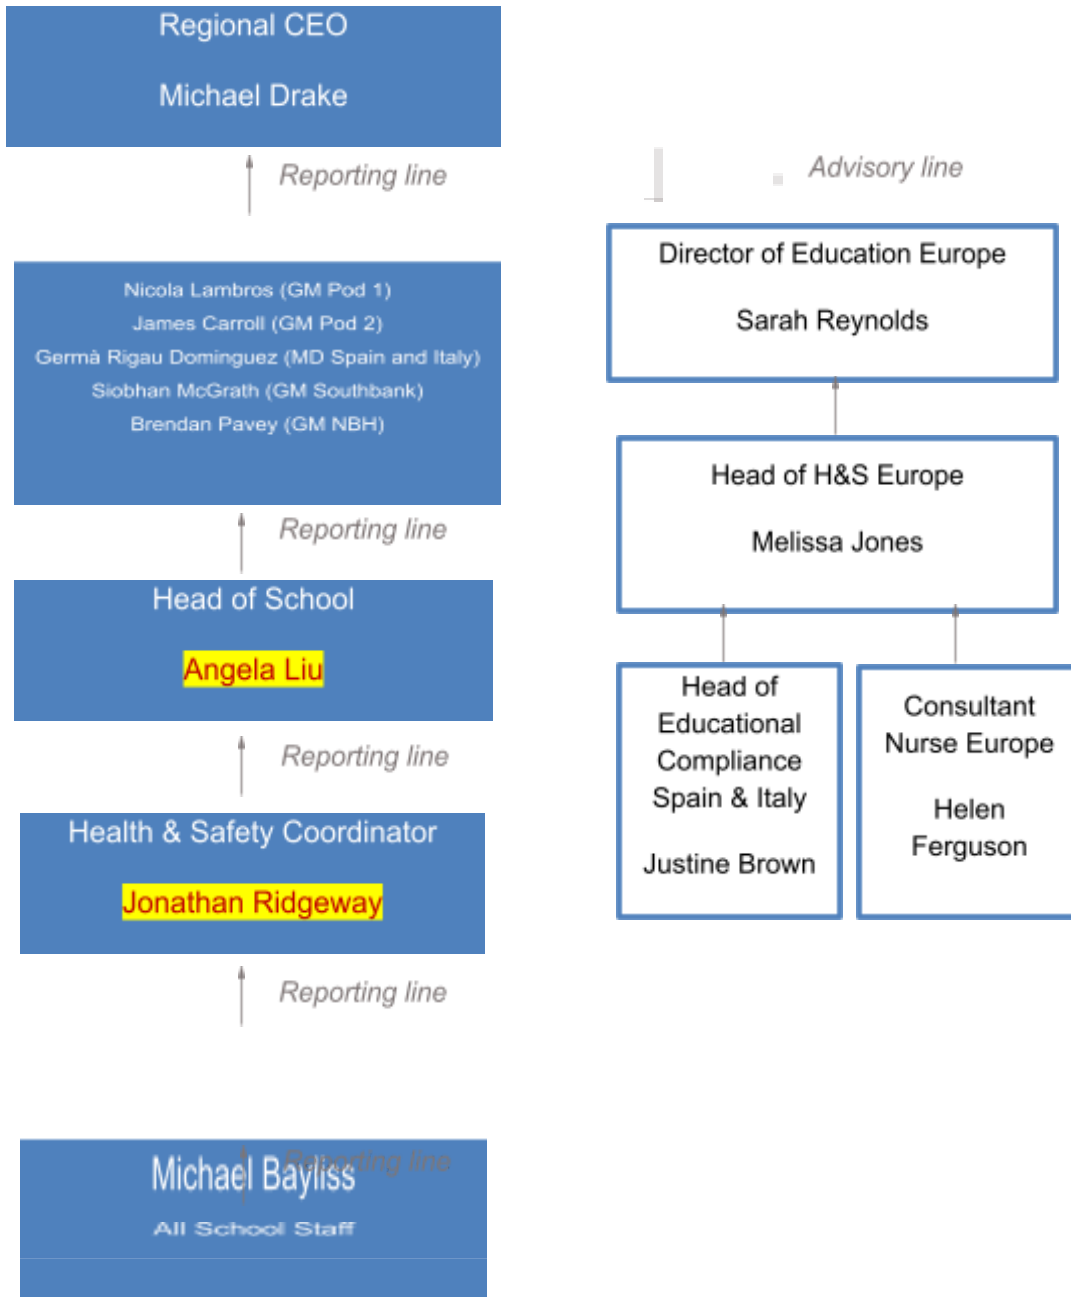 Regional CEO
Michael Drake
Reporting line
Nicola Lambros (GM Pod 1)
James Carroll (GM Pod 2)
Germà Rigau Dominguez (MD Spain and Italy)
Siobhan McGrath (GM Southbank)
Brendan Pavey (GM NBH)
Reporting line
Head of School
Angela Liu
Reporting line
Health & Safety Coordinator
Jonathan Ridgeway
Reporting line
Reporting line
Michael Bayliss
All School Staff
Advisory line
Director of Education Europe
Sarah Reynolds
Head of H&S Europe
Melissa Jones
Head of
Educational
Compliance
Spain & Italy
Justine Brown
Consultant
Nurse Europe
Helen
Ferguson